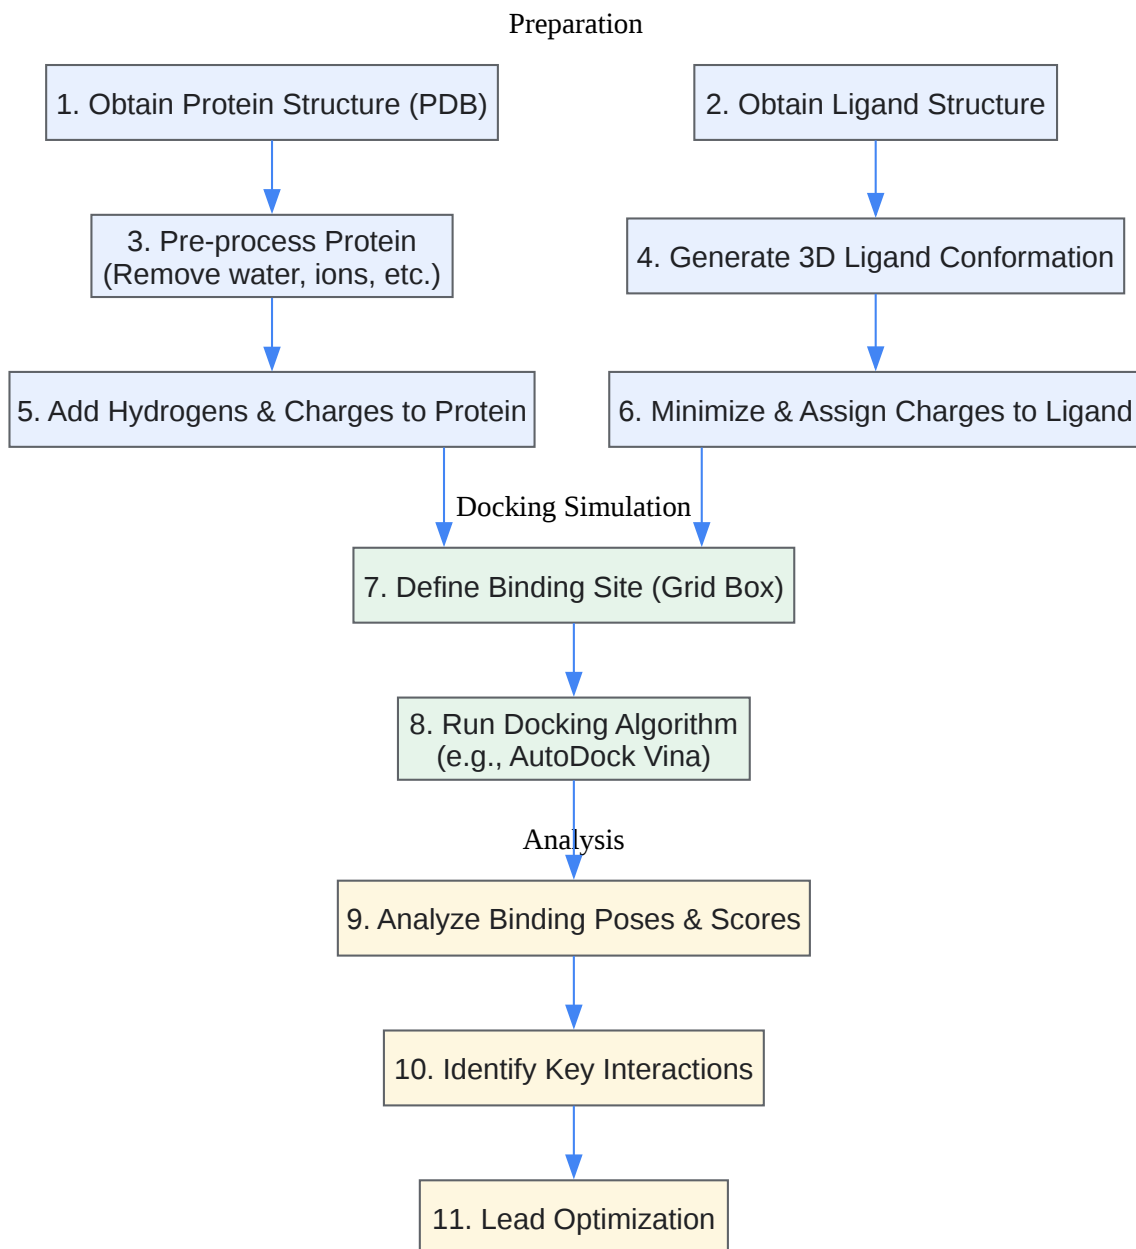 Preparation
1. Obtain Protein Structure (PDB)
2. Obtain Ligand Structure
3. Pre-process Protein
(Remove water, ions, etc.)
4. Generate 3D Ligand Conformation
5. Add Hydrogens & Charges to Protein
6. Minimize & Assign Charges to Ligand
Docking Simulation
7. Define Binding Site (Grid Box)
8. Run Docking Algorithm
(e.g., AutoDock Vina)
Analysis
9. Analyze Binding Poses & Scores
10. Identify Key Interactions
11. Lead Optimization